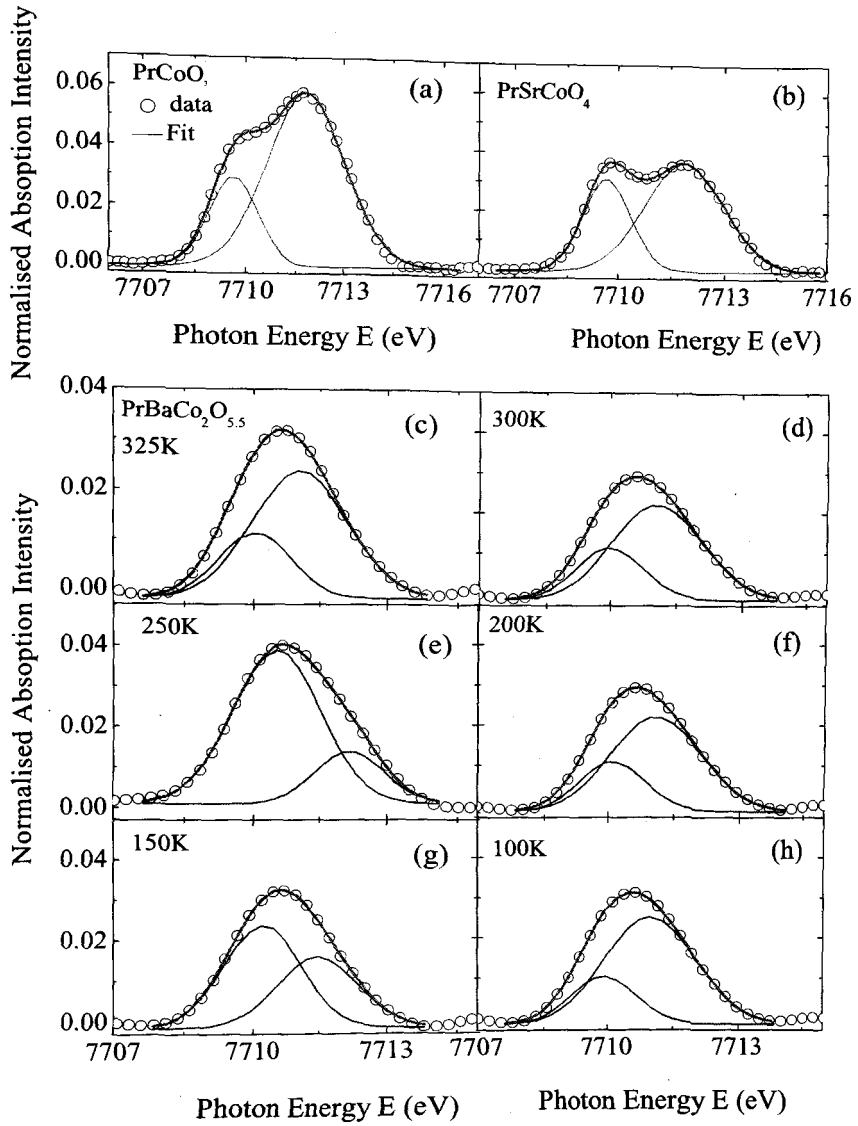 Normalised Absoption Intensity
0.06
0.04
0.02
0.00
PrCoO3
data
Fit
(a)
PrSrCoO4
(b)
7707
7710
7713
7716
7707
7710
7713
7716
Photon Energy E (eV)
Photon Energy E (eV)
Normalised Absoption Intensity
0.04
0.02
0.00
PrBaCo2O5.5
325K
(c)
300K
(d)
0.04
0.02
0.00
250K
(e)
200K
(f)
0.04
0.02
0.00
150K
(g)
100K
(h)
7707
7710
7713
7707
7710
7713
Photon Energy E (eV)
Photon Energy E (eV)